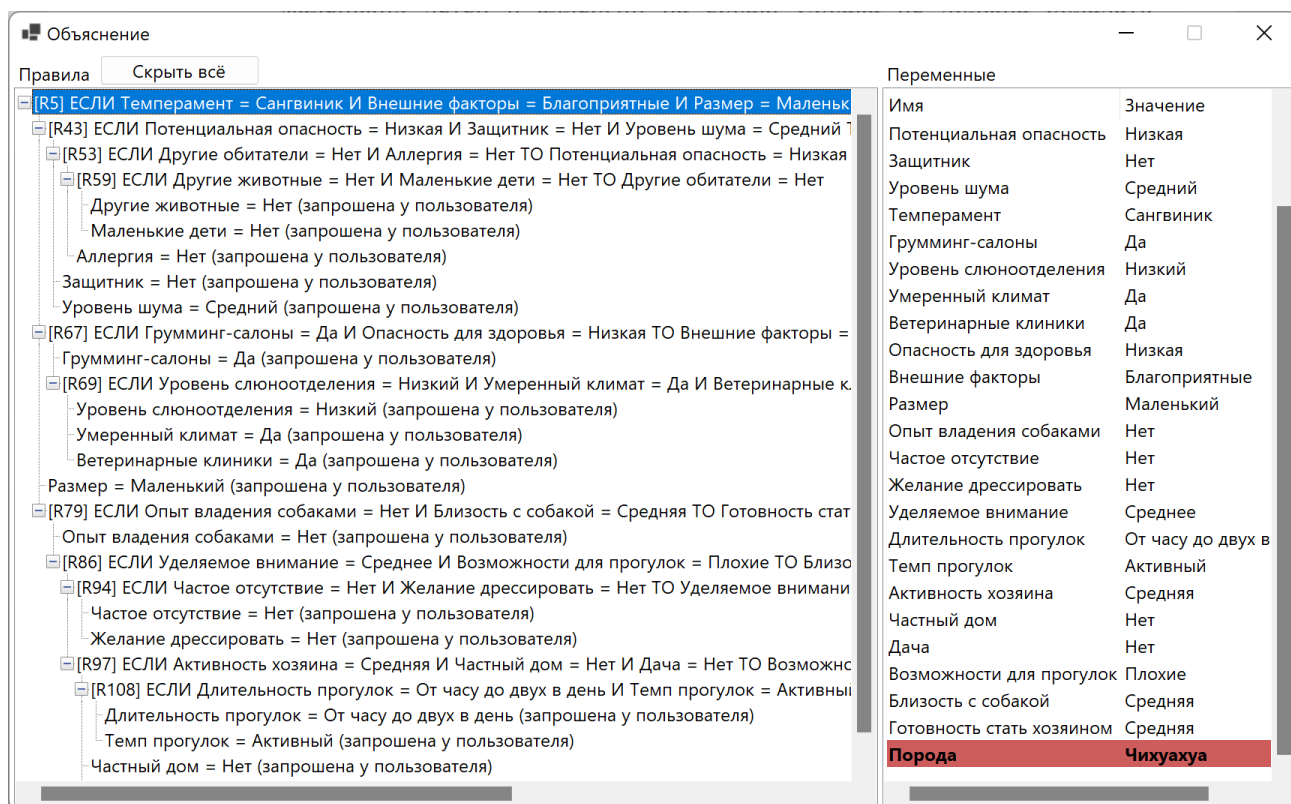 Объяснение
Правила
Скрыть всё
[R5] ЕСЛИ Темперамент = Сангвиник И Внешние факторы = Благоприятные И Размер = Маленьк
[R43] ЕСЛИ Потенциальная опасность = Низкая И Защитник = Нет И Уровень шума = Средний Т
[R53] ЕСЛИ Другие обитатели = Нет И Аллергия = Нет ТО Потенциальная опасность = Низкая
[R59] ЕСЛИ Другие животные = Нет И Маленькие дети = Нет ТО Другие обитатели = Нет
Другие животные = Нет (запрошена у пользователя)
Маленькие дети = Нет (запрошена у пользователя)
Аллергия = Нет (запрошена у пользователя)
Защитник = Нет (запрошена у пользователя)
Уровень шума = Средний (запрошена у пользователя)
[R67] ЕСЛИ Грумминг-салоны = Да И Опасность для здоровья = Низкая ТО Внешние факторы =
Грумминг-салоны = Да (запрошена у пользователя)
[R69] ЕСЛИ Уровень слюноотделения = Низкий И Умеренный климат = Да И Ветеринарные к
Уровень слюноотделения = Низкий (запрошена у пользователя)
Умеренный климат = Да (запрошена у пользователя)
Ветеринарные клиники = Да (запрошена у пользователя)
Размер = Маленький (запрошена у пользователя)
[R79] ЕСЛИ Опыт владения собаками = Нет И Близость с собакой = Средняя ТО Готовность стат
Опыт владения собаками = Нет (запрошена у пользователя)
[R86] ЕСЛИ Уделяемое внимание = Среднее И Возможности для прогулок = Плохие ТО Близо
[R94] ЕСЛИ Частое отсутствие = Нет И Желание дрессировать = Нет ТО Уделяемое внимани
Частое отсутствие = Нет (запрошена у пользователя)
Желание дрессировать = Нет (запрошена у пользователя)
[R97] ЕСЛИ Активность хозяина = Средняя И Частный дом = Нет И Дача = Нет ТО Возможно
[R108] ЕСЛИ Длительность прогулок = От часу до двух в день И Темп прогулок = Активны
Длительность прогулок = От часу до двух в день (запрошена у пользователя)
Темп прогулок = Активный (запрошена у пользователя)
Частный дом = Нет (запрошена у пользователя)
Переменные
Имя Значение
Потенциальная опасность Низкая
Защитник Нет
Уровень шума Средний
Темперамент Сангвиник
Грумминг-салоны Да
Уровень слюноотделения Низкий
Умеренный климат Да
Ветеринарные клиники Да
Опасность для здоровья Низкая
Внешние факторы Благоприятные
Размер Маленький
Опыт владения собаками Нет
Частое отсутствие Нет
Желание дрессировать Нет
Уделяемое внимание Среднее
Длительность прогулок От часу до двух в
Темп прогулок Активный
Активность хозяина Средняя
Частный дом Нет
Дача Нет
Возможности для прогулок Плохие
Близость с собакой Средняя
Готовность стать хозяином Средняя
Порода Чихуахуа